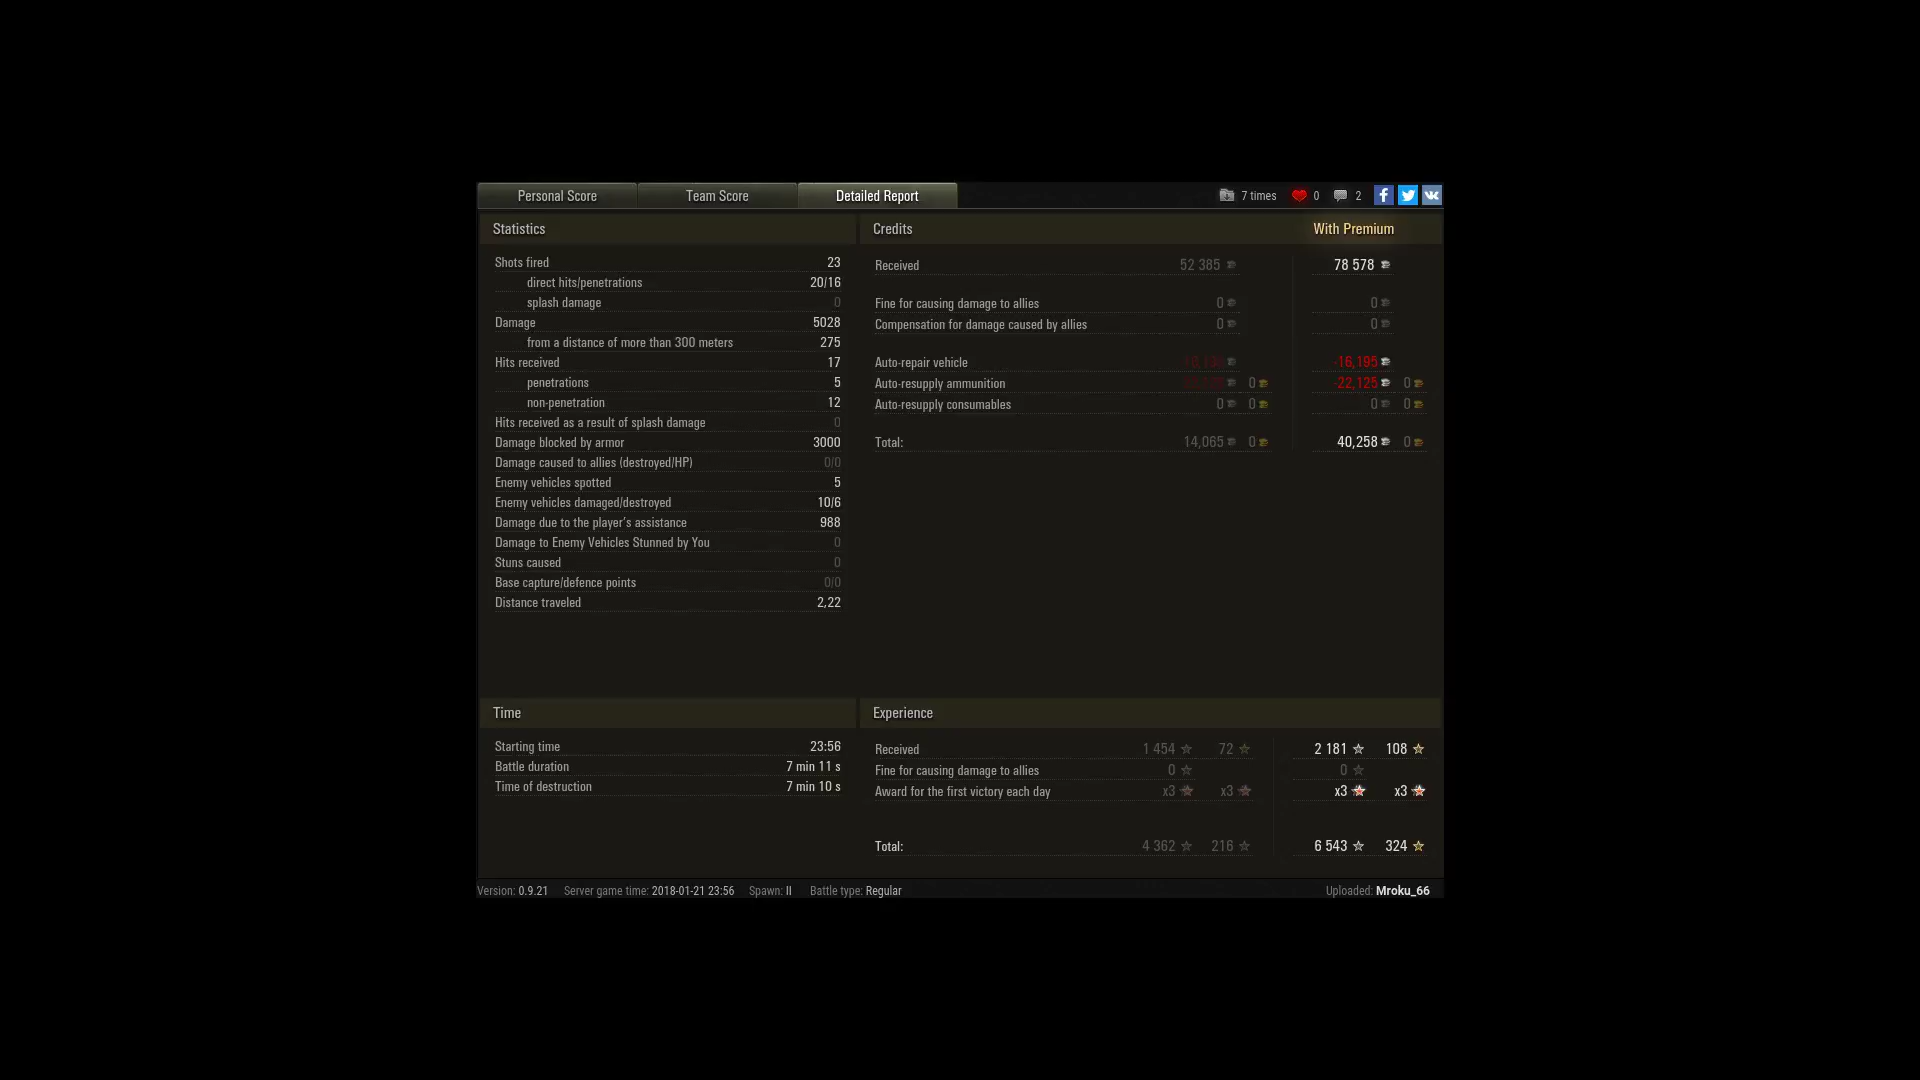 Personal Score Team Score Detailed Report 7 times 0 2
Statistics
Shots fired 23
direct hits/penetrations 20/16
splash damage 0
Damage 5028
from a distance of more than 300 meters 275
Hits received 17
penetrations 5
non-penetration 12
Hits received as a result of splash damage 0
Damage blocked by armor 3000
Damage caused to allies (destroyed/HP) 0/0
Enemy vehicles spotted 5
Enemy vehicles damaged/destroyed 10/6
Damage due to the player's assistance 988
Damage to Enemy Vehicles Stunned by You 0
Stuns caused 0
Base capture/defence points 0/0
Distance traveled 2,22
Credits With Premium
Received 52 385 78 578
Fine for causing damage to allies 0 0
Compensation for damage caused by allies 0 0
Auto-repair vehicle -16,195
Auto-resupply ammunition 0 -22,125 0
Auto-resupply consumables 0 0 0 0
Total: 14,065 0 40,258 0
Time
Starting time 23:56
Battle duration 7 min 11 s
Time of destruction 7 min 10 s
Experience
Received 1 454 72 2 181 108
Fine for causing damage to allies 0 0
Award for the first victory each day x3 x3 x3 x3
Total: 4 362 216 6 543 324
Version: 0.9.21 Server game time: 2018-01-21 23:56 Spawn: II Battle type: Regular Uploaded: Mroku_66